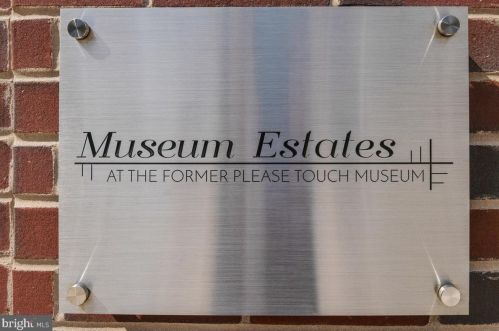 Museum Estates
AT THE FORMER PLEASE TOUCH MUSEUM
bright MLS